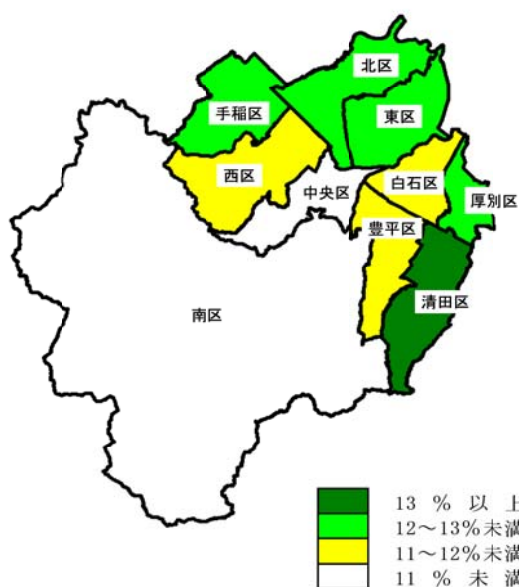 北区
手稲区
東区
西区
中央区
白石区
厚別区
豊平区
清田区
南区
13 % 以 上
12～13%未満
11～12%未満
11 % 未 満